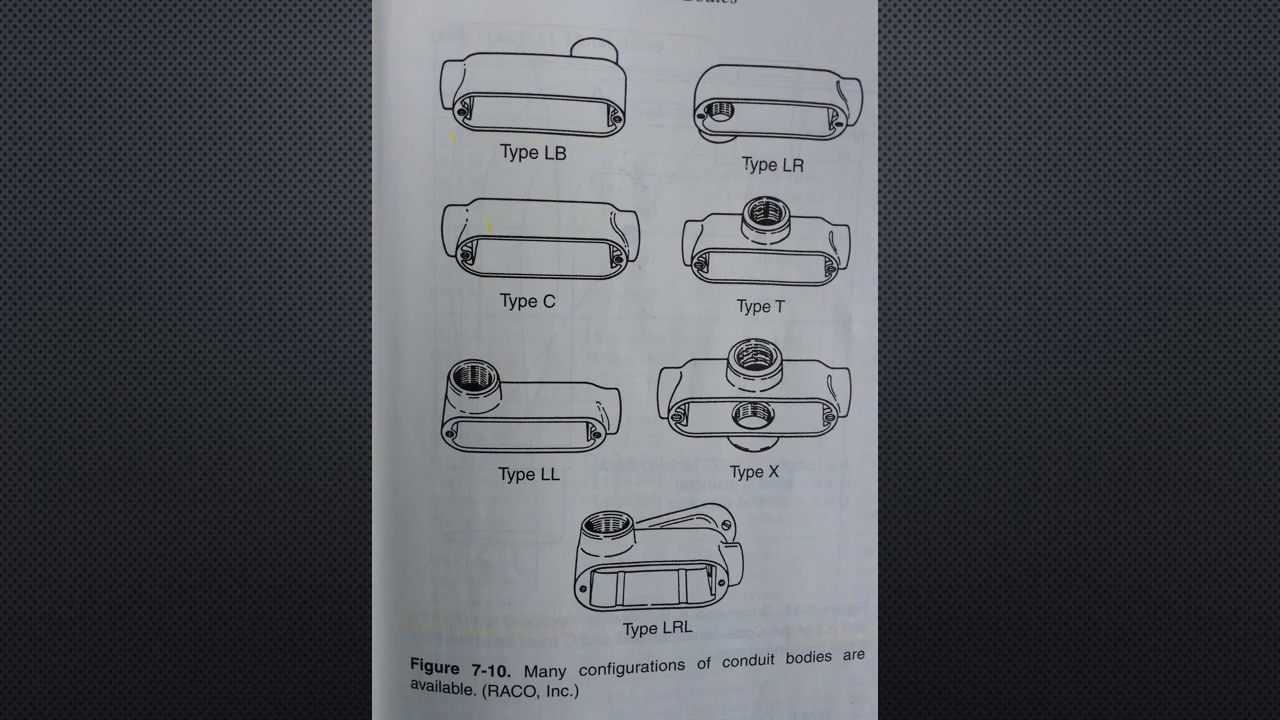 Bodies
Type LB
Type LR
Type C
Type T
Type LL
Type X
Type LRL
Figure 7-10. Many configurations of conduit bodies are
available. (RACO, Inc.)